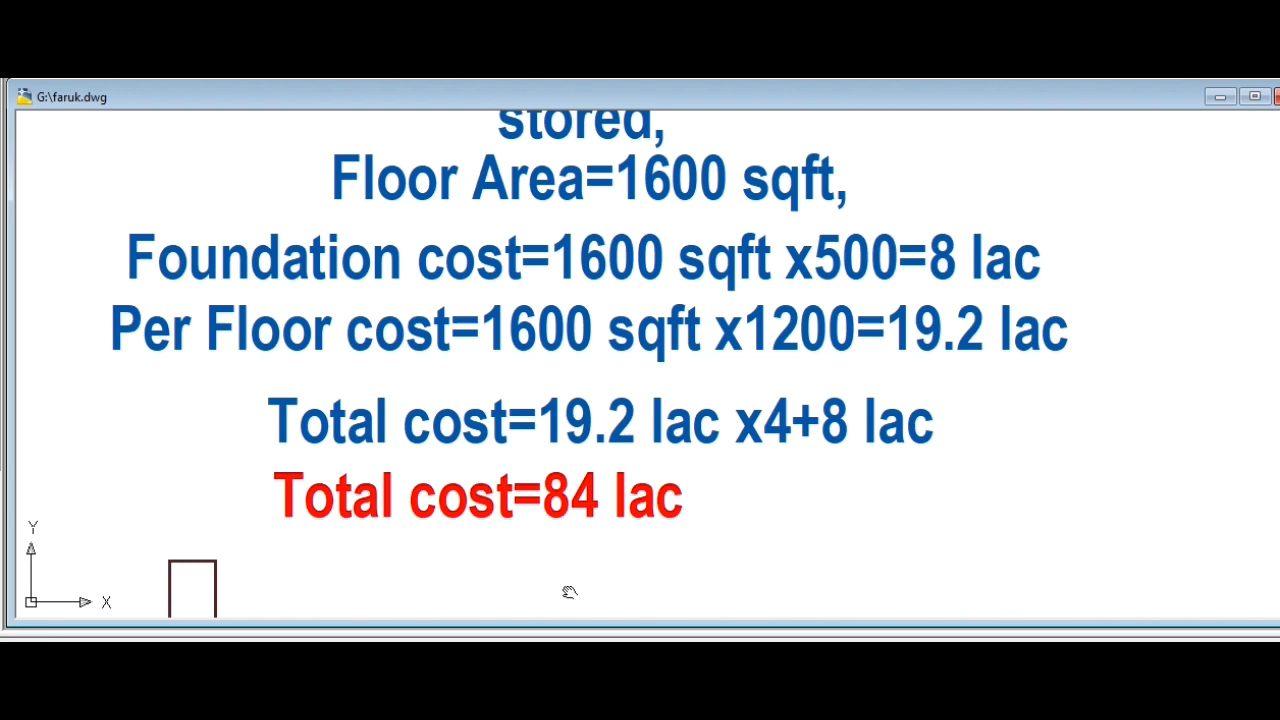 G:\faruk.dwg
stored,
Floor Area=1600 sqft,
Foundation cost=1600 sqft x500=8 lac
Per Floor cost=1600 sqft x1200=19.2 lac
Total cost=19.2 lac x4+8 lac
Total cost=84 lac
Y
X